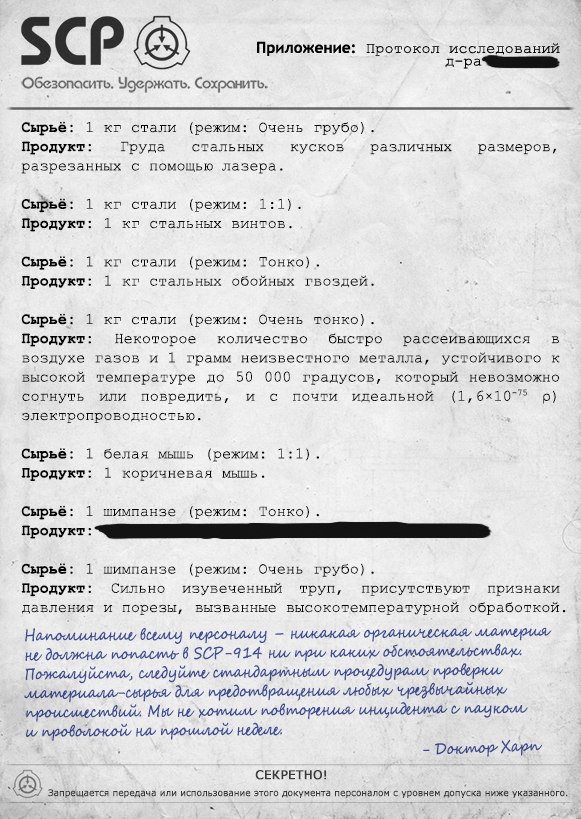 SCP
Приложение: Протокол исследований
д-ра
Обезопасить. Удержать. Сохранить.
Сырьё: 1 кг стали (режим: Очень грубо).
Продукт: Груда стальных кусков различных размеров,
разрезанных с помощью лазера.
Сырьё: 1 кг стали (режим: 1:1).
Продукт: 1 кг стальных винтов.
Сырьё: 1 кг стали (режим: Тонко).
Продукт: 1 кг стальных обойных гвоздей.
Сырьё: 1 кг стали (режим: Очень тонко).
Продукт: Некоторое количество быстро рассеивающихся в
воздухе газов и 1 грамм неизвестного металла, устойчивого к
высокой температуре до 50 000 градусов, который невозможно
согнуть или повредить, и с почти идеальной (1,6×10⁻⁷⁵ ρ)
электропроводностью.
Сырьё: 1 белая мышь (режим: 1:1).
Продукт: 1 коричневая мышь.
Сырьё: 1 шимпанзе (режим: Тонко).
Продукт:
Сырьё: 1 шимпанзе (режим: Очень грубо).
Продукт: Сильно изувеченный труп, присутствуют признаки
давления и порезы, вызванные высокотемпературной обработкой.
Напоминание всему персоналу – никакая органическая материя
не должна попасть в SCP-914 ни при каких обстоятельствах.
Пожалуйста, следуйте стандартным процедурам проверки
материала-сырья для предотвращения любых чрезвычайных
происшествий. Мы не хотим повторения инцидента с пауком
и проволокой на прошлой неделе.
– Доктор Харп
СЕКРЕТНО!
Запрещается передача или использование этого документа персоналом с уровнем допуска ниже указанного.